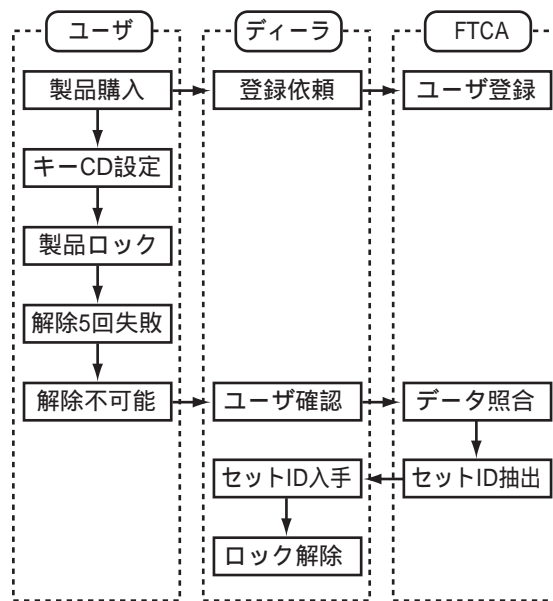 ユーザ
ディーラ
FTCA
製品購入
登録依頼
ユーザ登録
キーCD設定
製品ロック
解除5回失敗
解除不可能
ユーザ確認
データ照合
セットID入手
セットID抽出
ロック解除